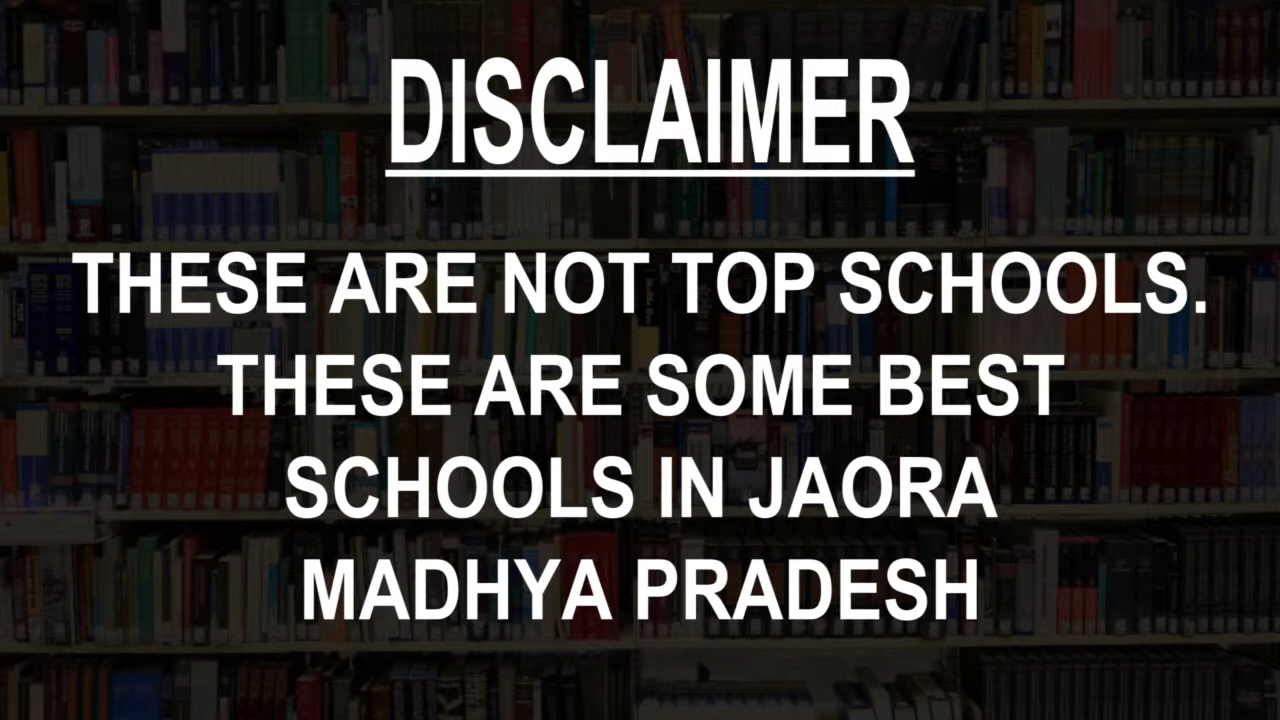 DISCLAIMER
THESE ARE NOT TOP SCHOOLS.
THESE ARE SOME BEST
SCHOOLS IN JAORA
MADHYA PRADESH